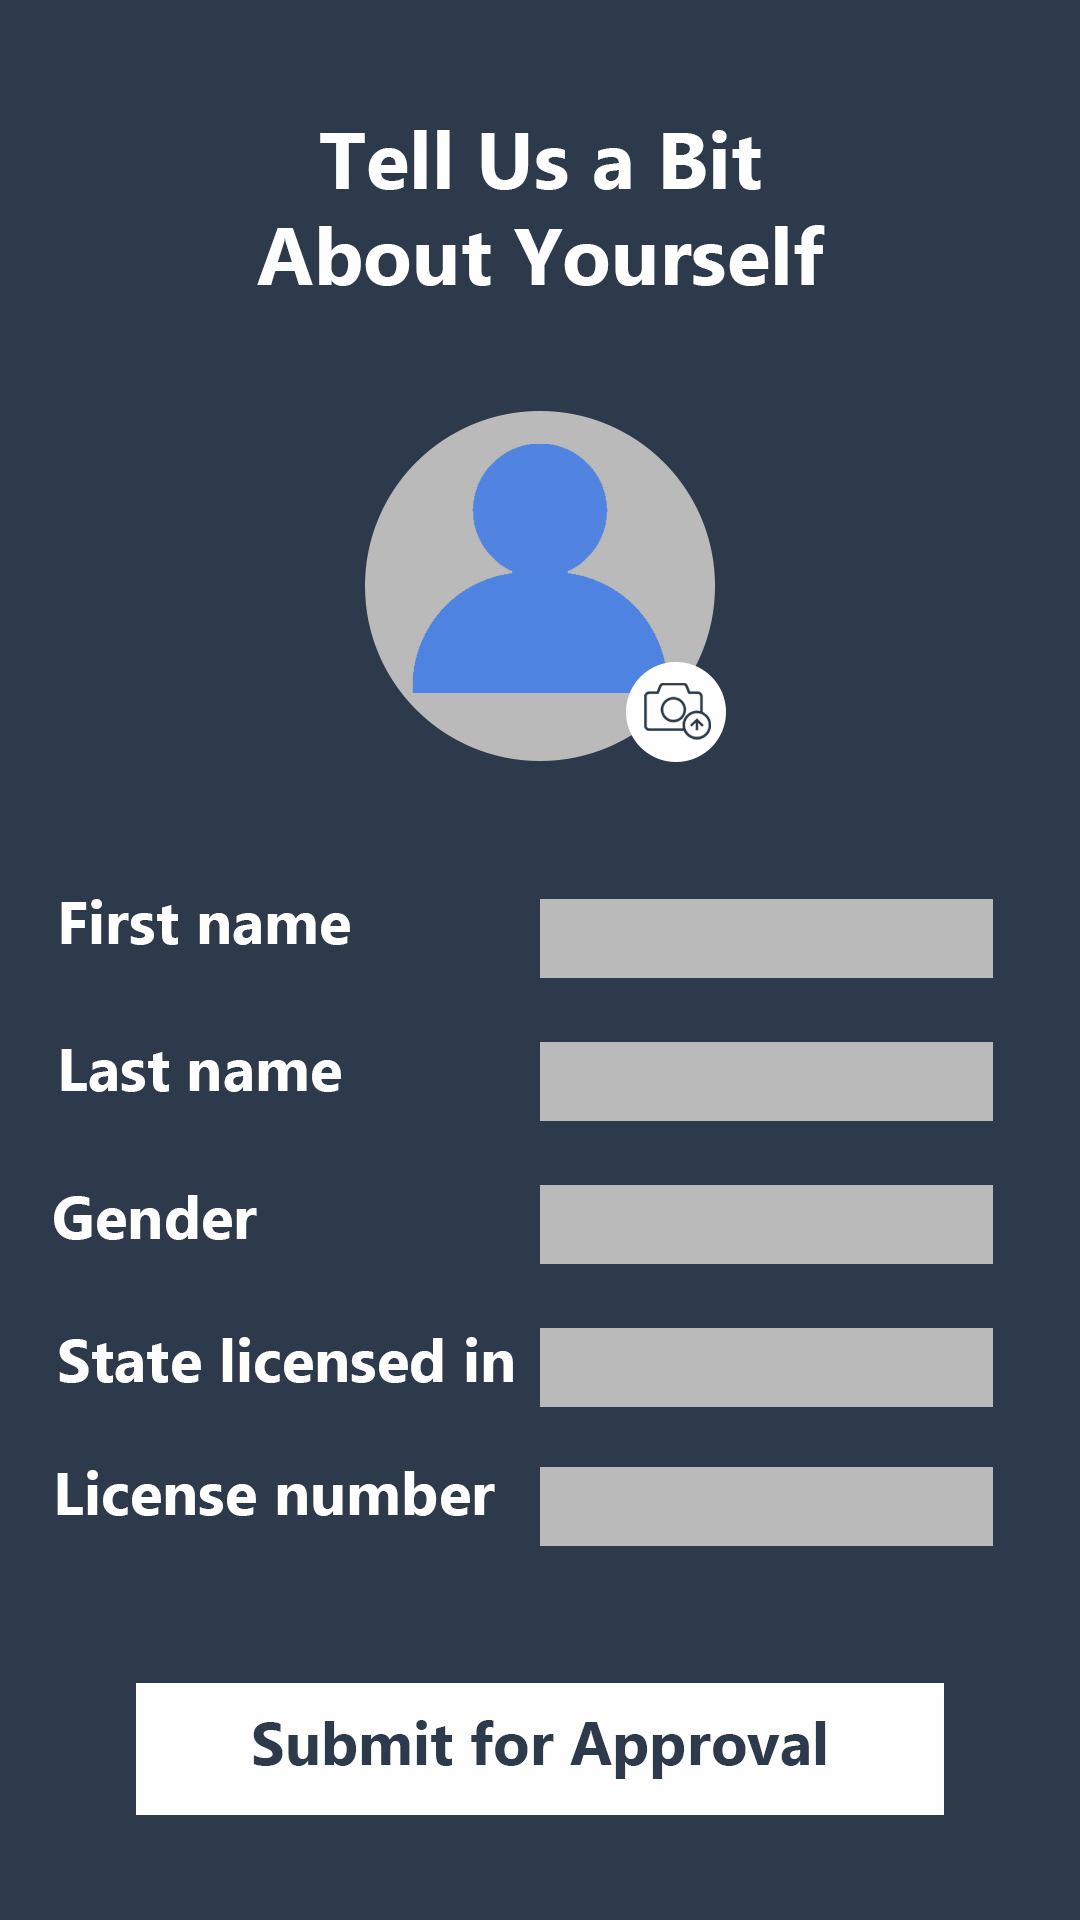 Tell Us a Bit
About Yourself
First name
Last name
Gender
State licensed in
License number
Submit for Approval